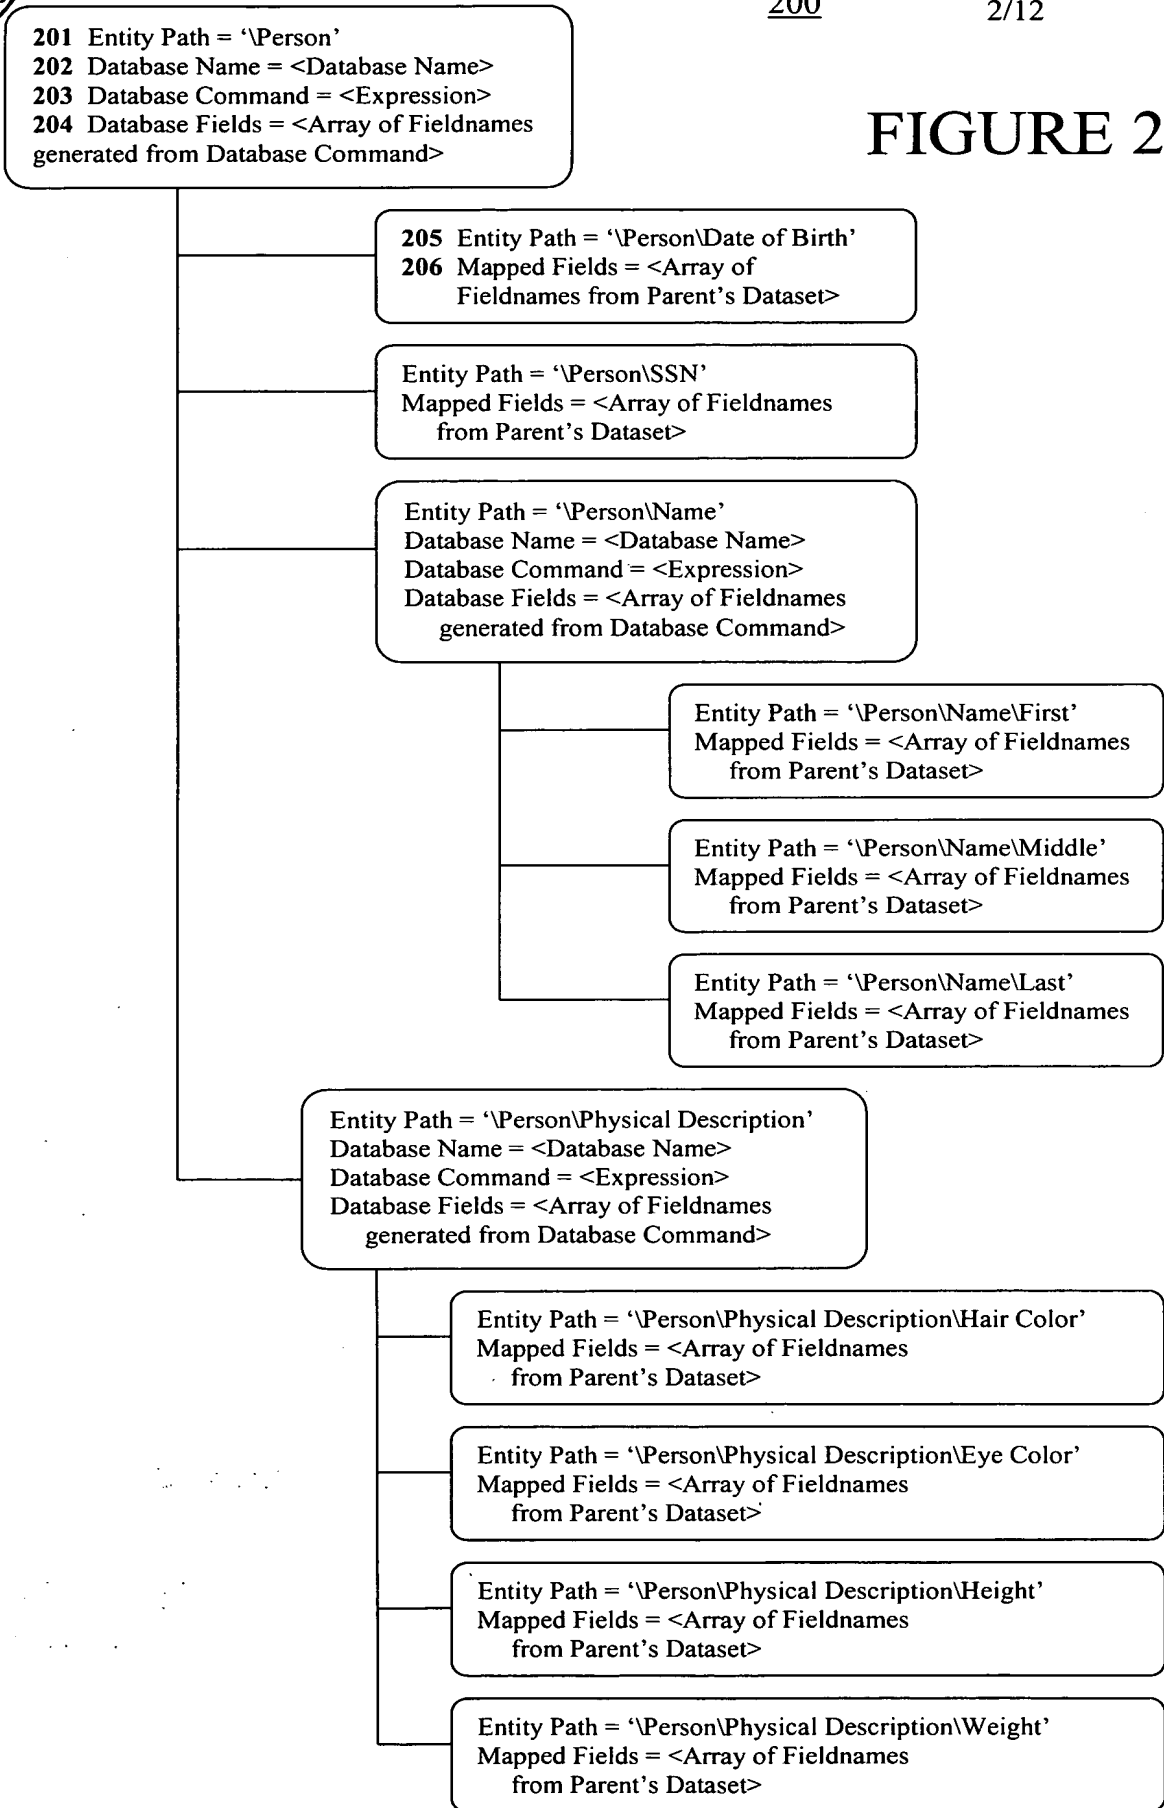 200
2/12
201 Entity Path = ‘\Person’
202 Database Name = <Database Name>
203 Database Command = <Expression>
204 Database Fields = <Array of Fieldnames
generated from Database Command>
FIGURE 2
205 Entity Path = ‘\Person\Date of Birth’
206 Mapped Fields = <Array of
Fieldnames from Parent's Dataset>
Entity Path = ‘\Person\SSN’
Mapped Fields = <Array of Fieldnames
from Parent's Dataset>
Entity Path = ‘\Person\Name’
Database Name = <Database Name>
Database Command = <Expression>
Database Fields = <Array of Fieldnames
generated from Database Command>
Entity Path = ‘\Person\Name\First’
Mapped Fields = <Array of Fieldnames
from Parent's Dataset>
Entity Path = ‘\Person\Name\Middle’
Mapped Fields = <Array of Fieldnames
from Parent's Dataset>
Entity Path = ‘\Person\Name\Last’
Mapped Fields = <Array of Fieldnames
from Parent's Dataset>
Entity Path = ‘\Person\Physical Description’
Database Name = <Database Name>
Database Command = <Expression>
Database Fields = <Array of Fieldnames
generated from Database Command>
Entity Path = ‘\Person\Physical Description\Hair Color’
Mapped Fields = <Array of Fieldnames
from Parent's Dataset>
Entity Path = ‘\Person\Physical Description\Eye Color’
Mapped Fields = <Array of Fieldnames
from Parent's Dataset>
Entity Path = ‘\Person\Physical Description\Height’
Mapped Fields = <Array of Fieldnames
from Parent's Dataset>
Entity Path = ‘\Person\Physical Description\Weight’
Mapped Fields = <Array of Fieldnames
from Parent's Dataset>